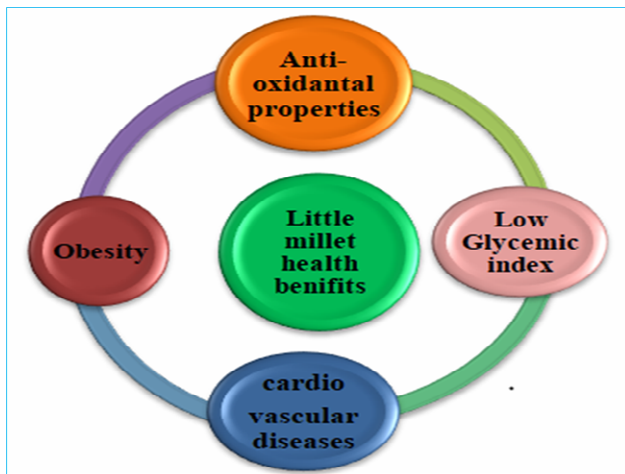 Anti-
oxidantal
properties
Obesity
Little
millet
health
benifits
Low
Glycemic
index
cardio
vascular
diseases